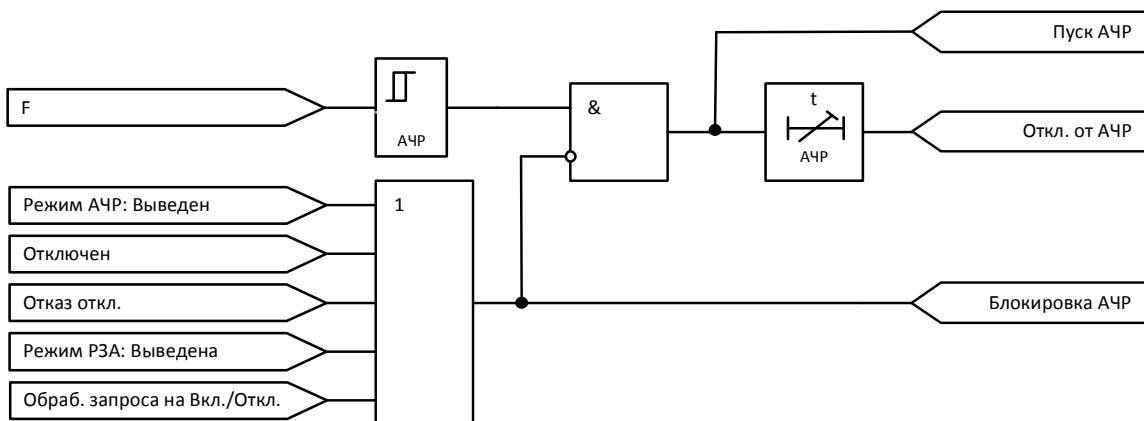 Пуск АЧР
F
АЧР
&
t
АЧР
Откл. от АЧР
Режим АЧР: Выведен
1
Отключен
Отказ откл.
Блокировка АЧР
Режим РЗА: Выведена
Обраб. запроса на Вкл./Откл.